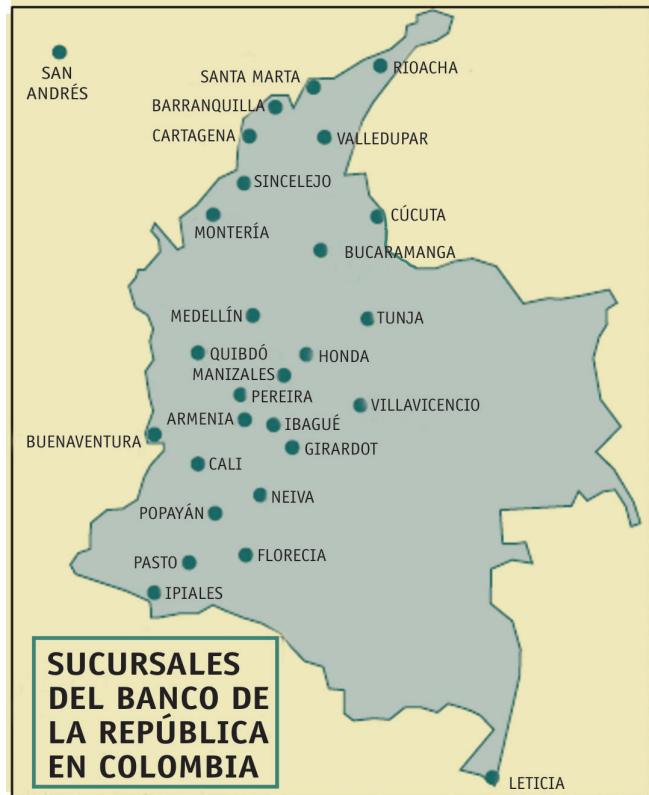 SAN
ANDRÉS
RIOACHA
SANTA MARTA
BARRANQUILLA
CARTAGENA
VALLEDUPAR
SINCELEJO
CÚCUTA
MONTERÍA
BUCARAMANGA
MEDELLÍN
TUNJA
QUIBDÓ
HONDA
MANIZALES
PEREIRA
VILLAVICENCIO
ARMENIA
IBAGUÉ
BUENAVENTURA
GIRARDOT
CALI
NEIVA
POPAYÁN
FLORECIA
PASTO
IPIALES
SUCURSALES
DEL BANCO DE
LA REPÚBLICA
EN COLOMBIA
LETICIA